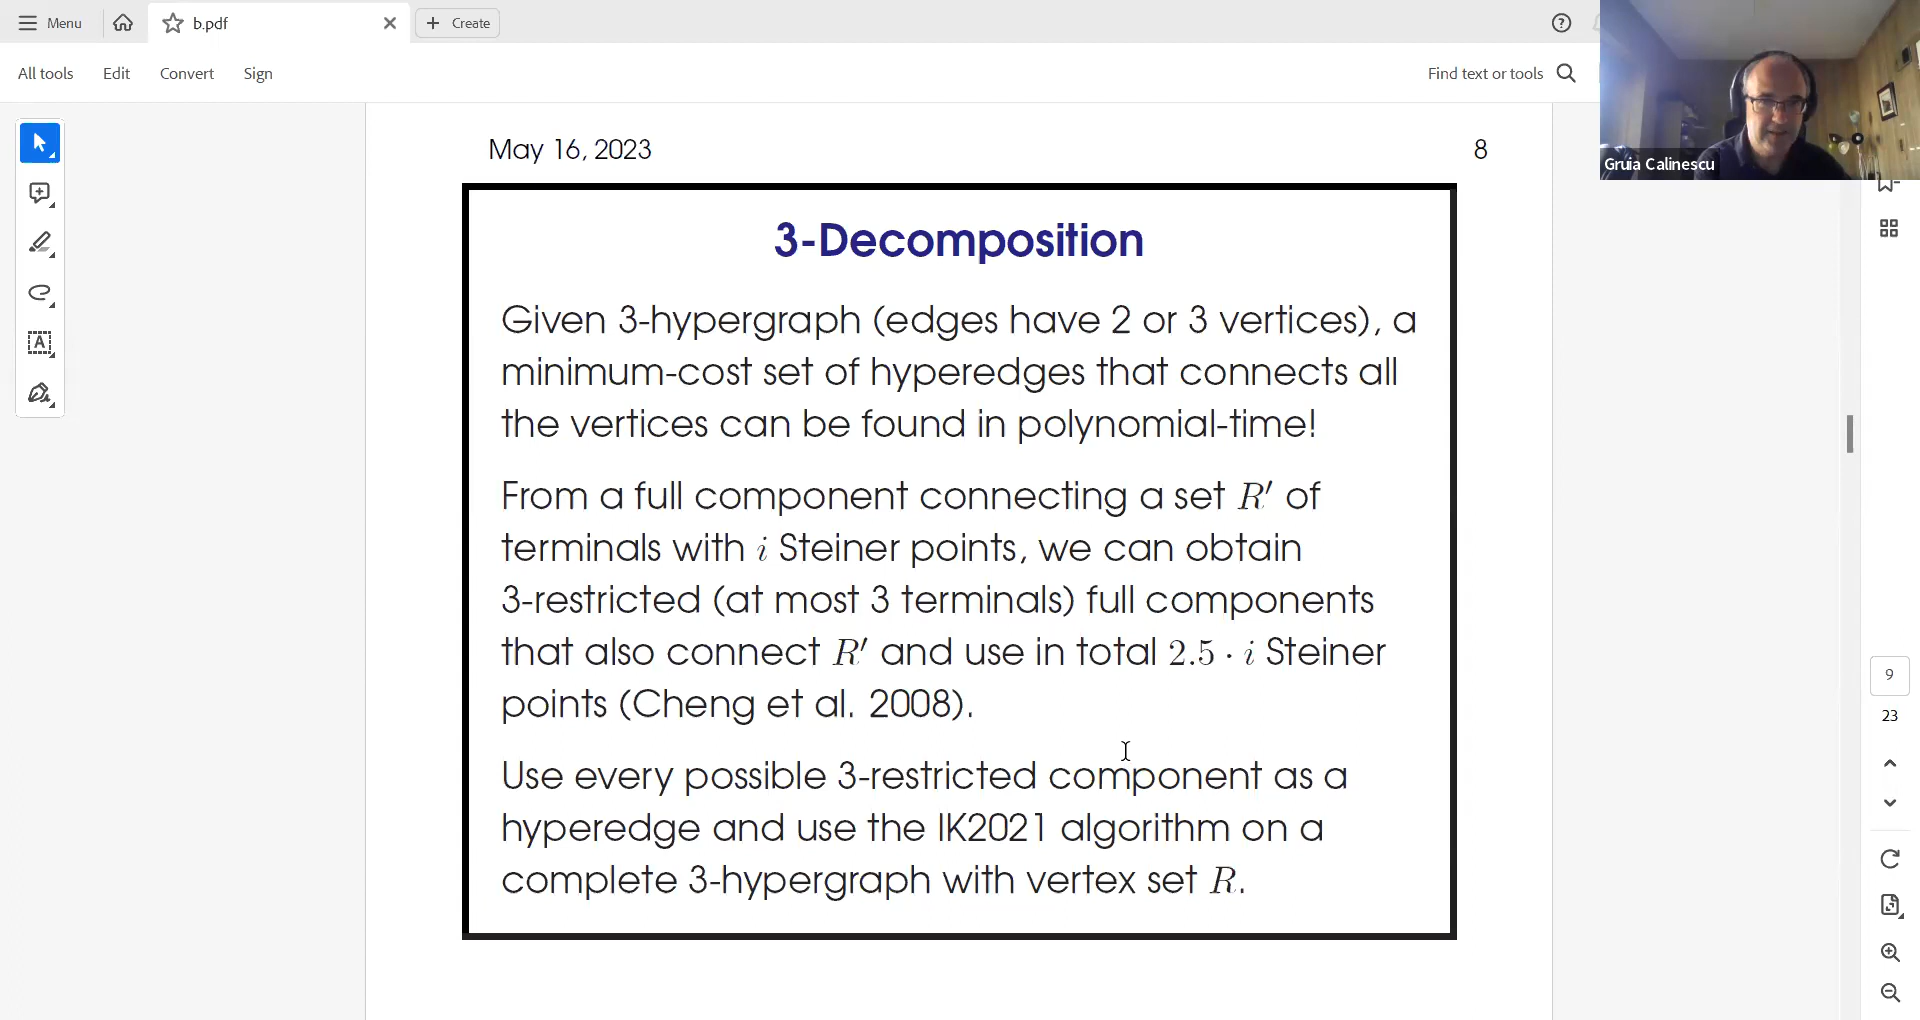 Menu
b.pdf
Create
All tools
Edit
Convert
Sign
Find text or tools
Gruia Calinescu
May 16, 2023
8
3-Decomposition
Given 3-hypergraph (edges have 2 or 3 vertices), a
minimum-cost set of hyperedges that connects all
the vertices can be found in polynomial-time!
From a full component connecting a set R′ of
terminals with i Steiner points, we can obtain
3-restricted (at most 3 terminals) full components
that also connect R′ and use in total 2.5 · i Steiner
points (Cheng et al. 2008).
Use every possible 3-restricted component as a
hyperedge and use the IK2021 algorithm on a
complete 3-hypergraph with vertex set R.
9
23